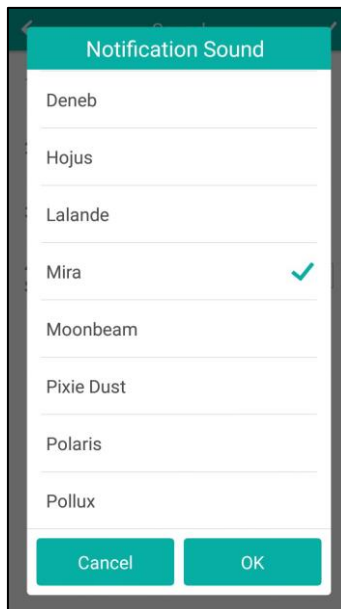 Notification Sound
Deneb
Hojus
Lalande
Mira
Moonbeam
Pixie Dust
Polaris
Pollux
Cancel
OK